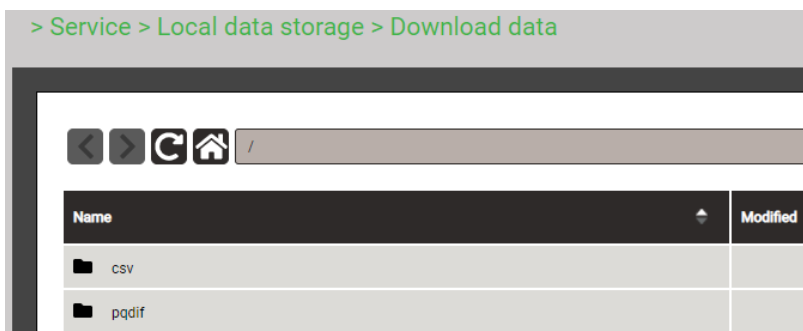 > Service > Local data storage > Download data
/
Name Modified
csv
pqdif